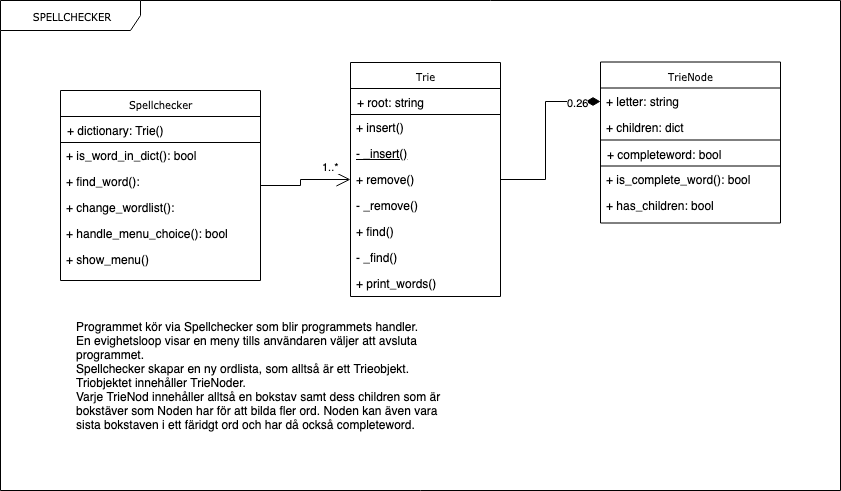 SPELLCHECKER
Spellchecker
+ dictionary: Trie()
+ is_word_in_dict(): bool
+ find_word():
+ change_wordlist():
+ handle_menu_choice(): bool
+ show_menu()
1..*
Trie
+ root: string
+ insert()
- _insert()
+ remove()
- _remove()
+ find()
- _find()
+ print_words()
0.26
TrieNode
+ letter: string
+ children: dict
+ completeword: bool
+ is_complete_word(): bool
+ has_children: bool
Programmet kör via Spellchecker som blir programmets handler.
En evighetsloop visar en meny tills användaren väljer att avsluta
programmet.
Spellchecker skapar en ny ordlista, som alltså är ett Trieobjekt.
Triobjektet innehåller TrieNoder.
Varje TrieNod innehåller alltså en bokstav samt dess children som är
bokstäver som Noden har för att bilda fler ord. Noden kan även vara
sista bokstaven i ett färidgt ord och har då också completeword.